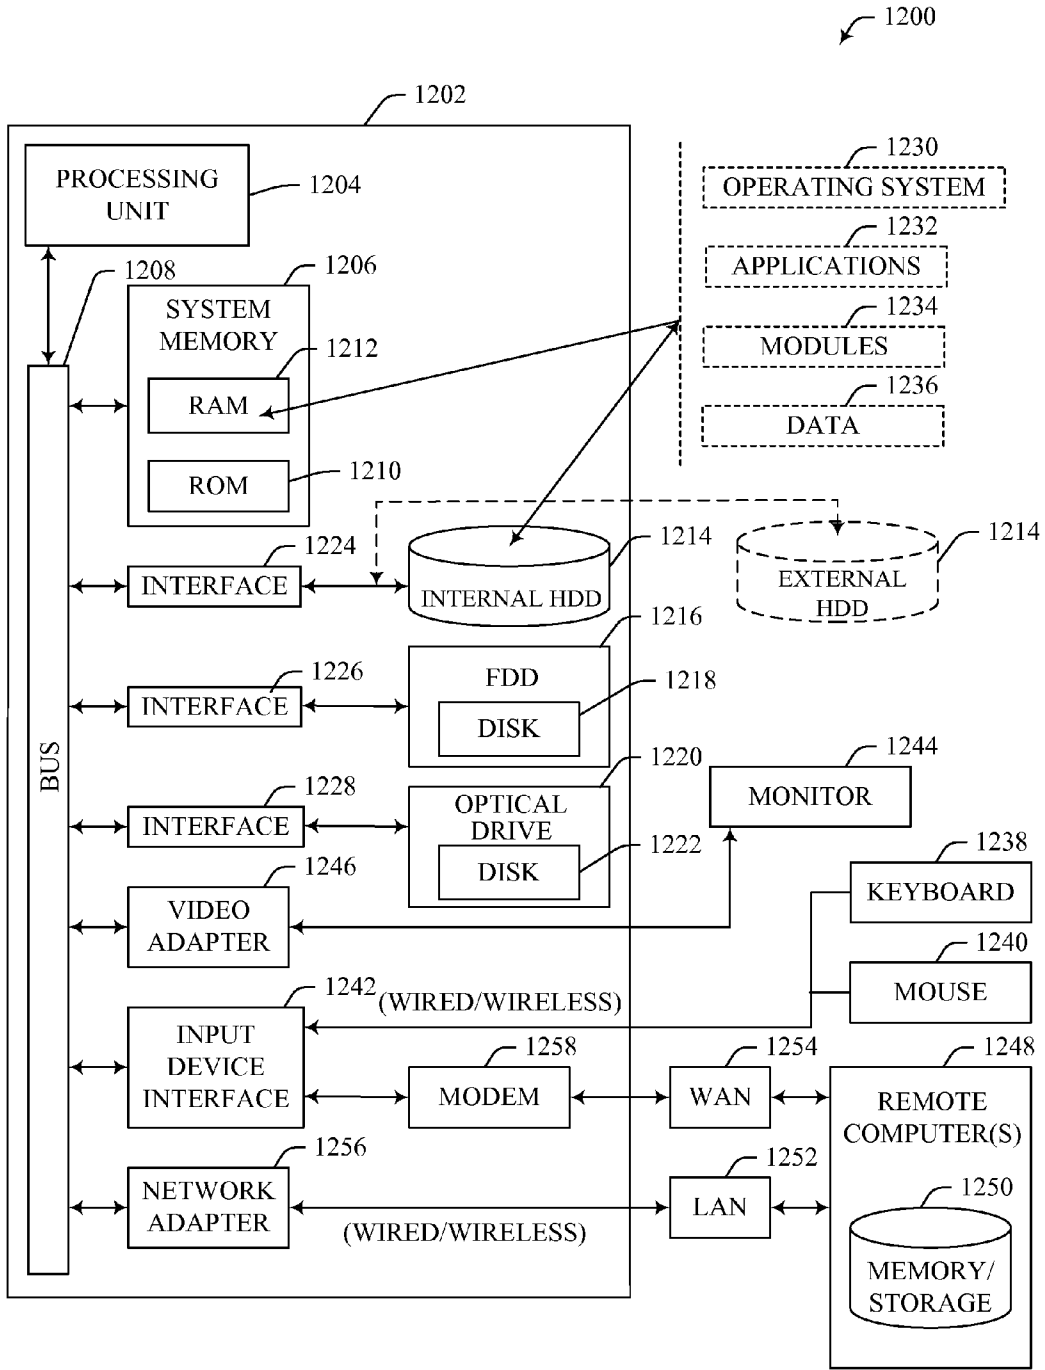 1200
1202
PROCESSING
UNIT
1204
1230
OPERATING SYSTEM
1232
APPLICATIONS
1234
MODULES
1236
DATA
1208
1206
SYSTEM
MEMORY
1212
RAM
1210
ROM
1224
INTERFACE
1214
INTERNAL HDD
1214
EXTERNAL
HDD
1216
FDD
1226
INTERFACE
1218
DISK
BUS
1220
OPTICAL
DRIVE
1228
INTERFACE
1222
DISK
1244
MONITOR
1246
VIDEO
ADAPTER
1238
KEYBOARD
1240
MOUSE
1242
(WIRED/WIRELESS)
INPUT
DEVICE
INTERFACE
1258
MODEM
1254
WAN
1248
REMOTE
COMPUTER(S)
1256
NETWORK
ADAPTER
(WIRED/WIRELESS)
1252
LAN
1250
MEMORY/
STORAGE